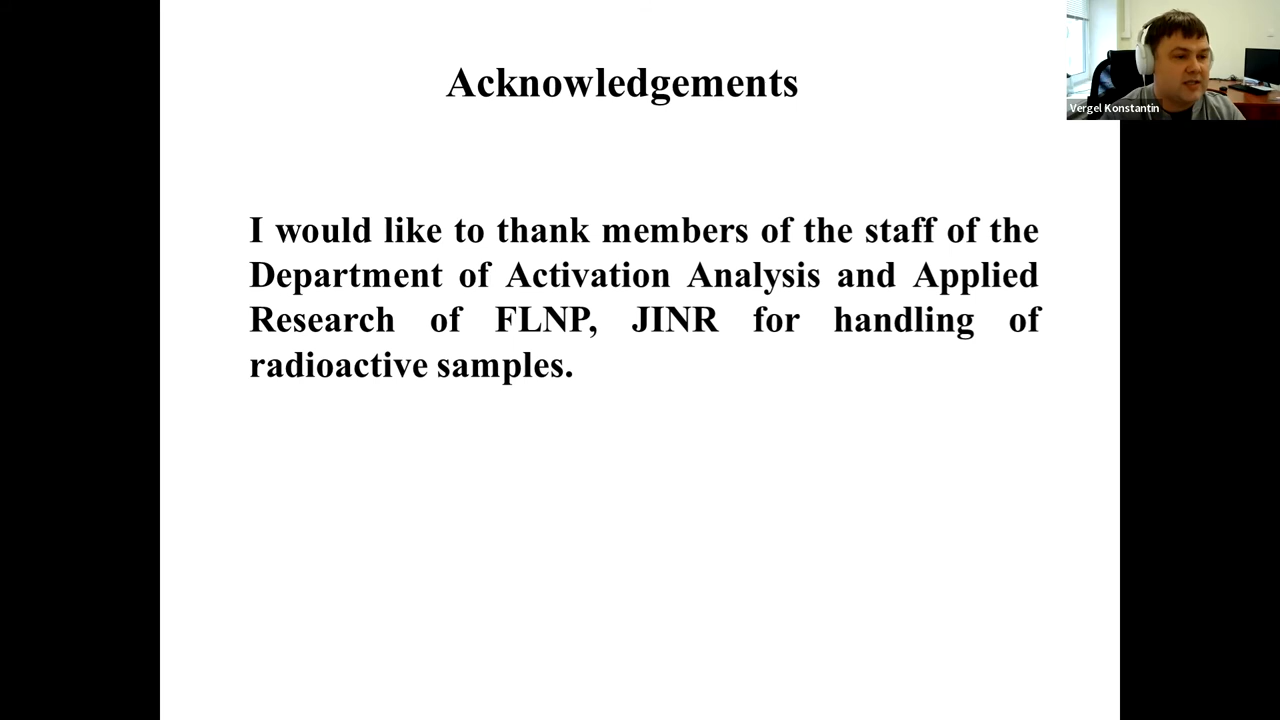 Acknowledgements
Vergel Konstantin
I would like to thank members of the staff of the
Department of Activation Analysis and Applied
Research of FLNP, JINR for handling of
radioactive samples.